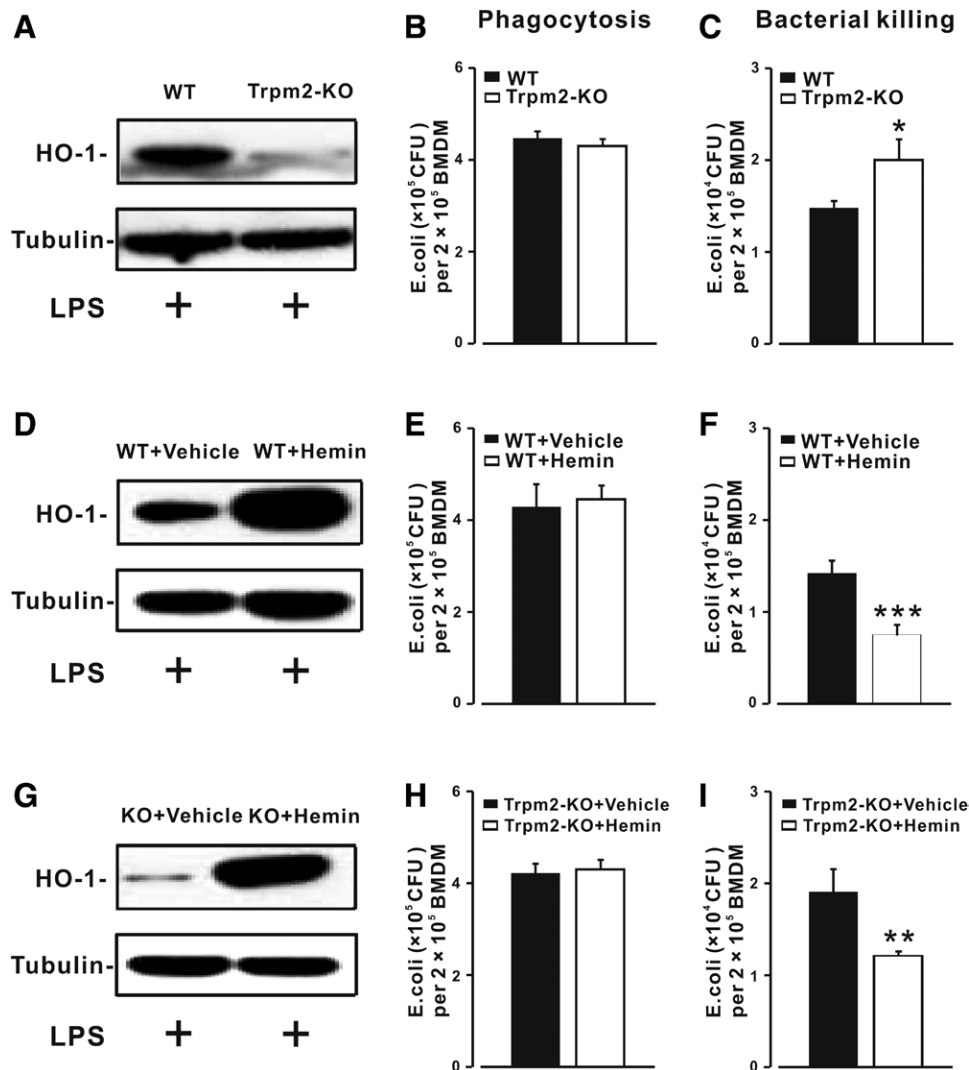 A
WT Trpm2-KO
HO-1-
Tubulin-
LPS + +
B Phagocytosis
WT
Trpm2-KO
E.coli (×10⁵ CFU)
per 2 × 10⁵ BMDM
6
4
2
0
C Bacterial killing
WT
Trpm2-KO
*
E.coli (×10⁴ CFU)
per 2 × 10⁵ BMDM
3
2
1
0
D
WT+Vehicle WT+Hemin
HO-1-
Tubulin-
LPS + +
E
WT+Vehicle
WT+Hemin
E.coli (×10⁵ CFU)
per 2 × 10⁵ BMDM
6
4
2
0
F
WT+Vehicle
WT+Hemin
***
E.coli (×10⁴ CFU)
per 2 × 10⁵ BMDM
3
2
1
0
G
KO+Vehicle KO+Hemin
HO-1-
Tubulin-
LPS + +
H
Trpm2-KO+Vehicle
Trpm2-KO+Hemin
E.coli (×10⁵ CFU)
per 2 × 10⁵ BMDM
6
4
2
0
I
Trpm2-KO+Vehicle
Trpm2-KO+Hemin
**
E.coli (×10⁴ CFU)
per 2 × 10⁵ BMDM
3
2
1
0